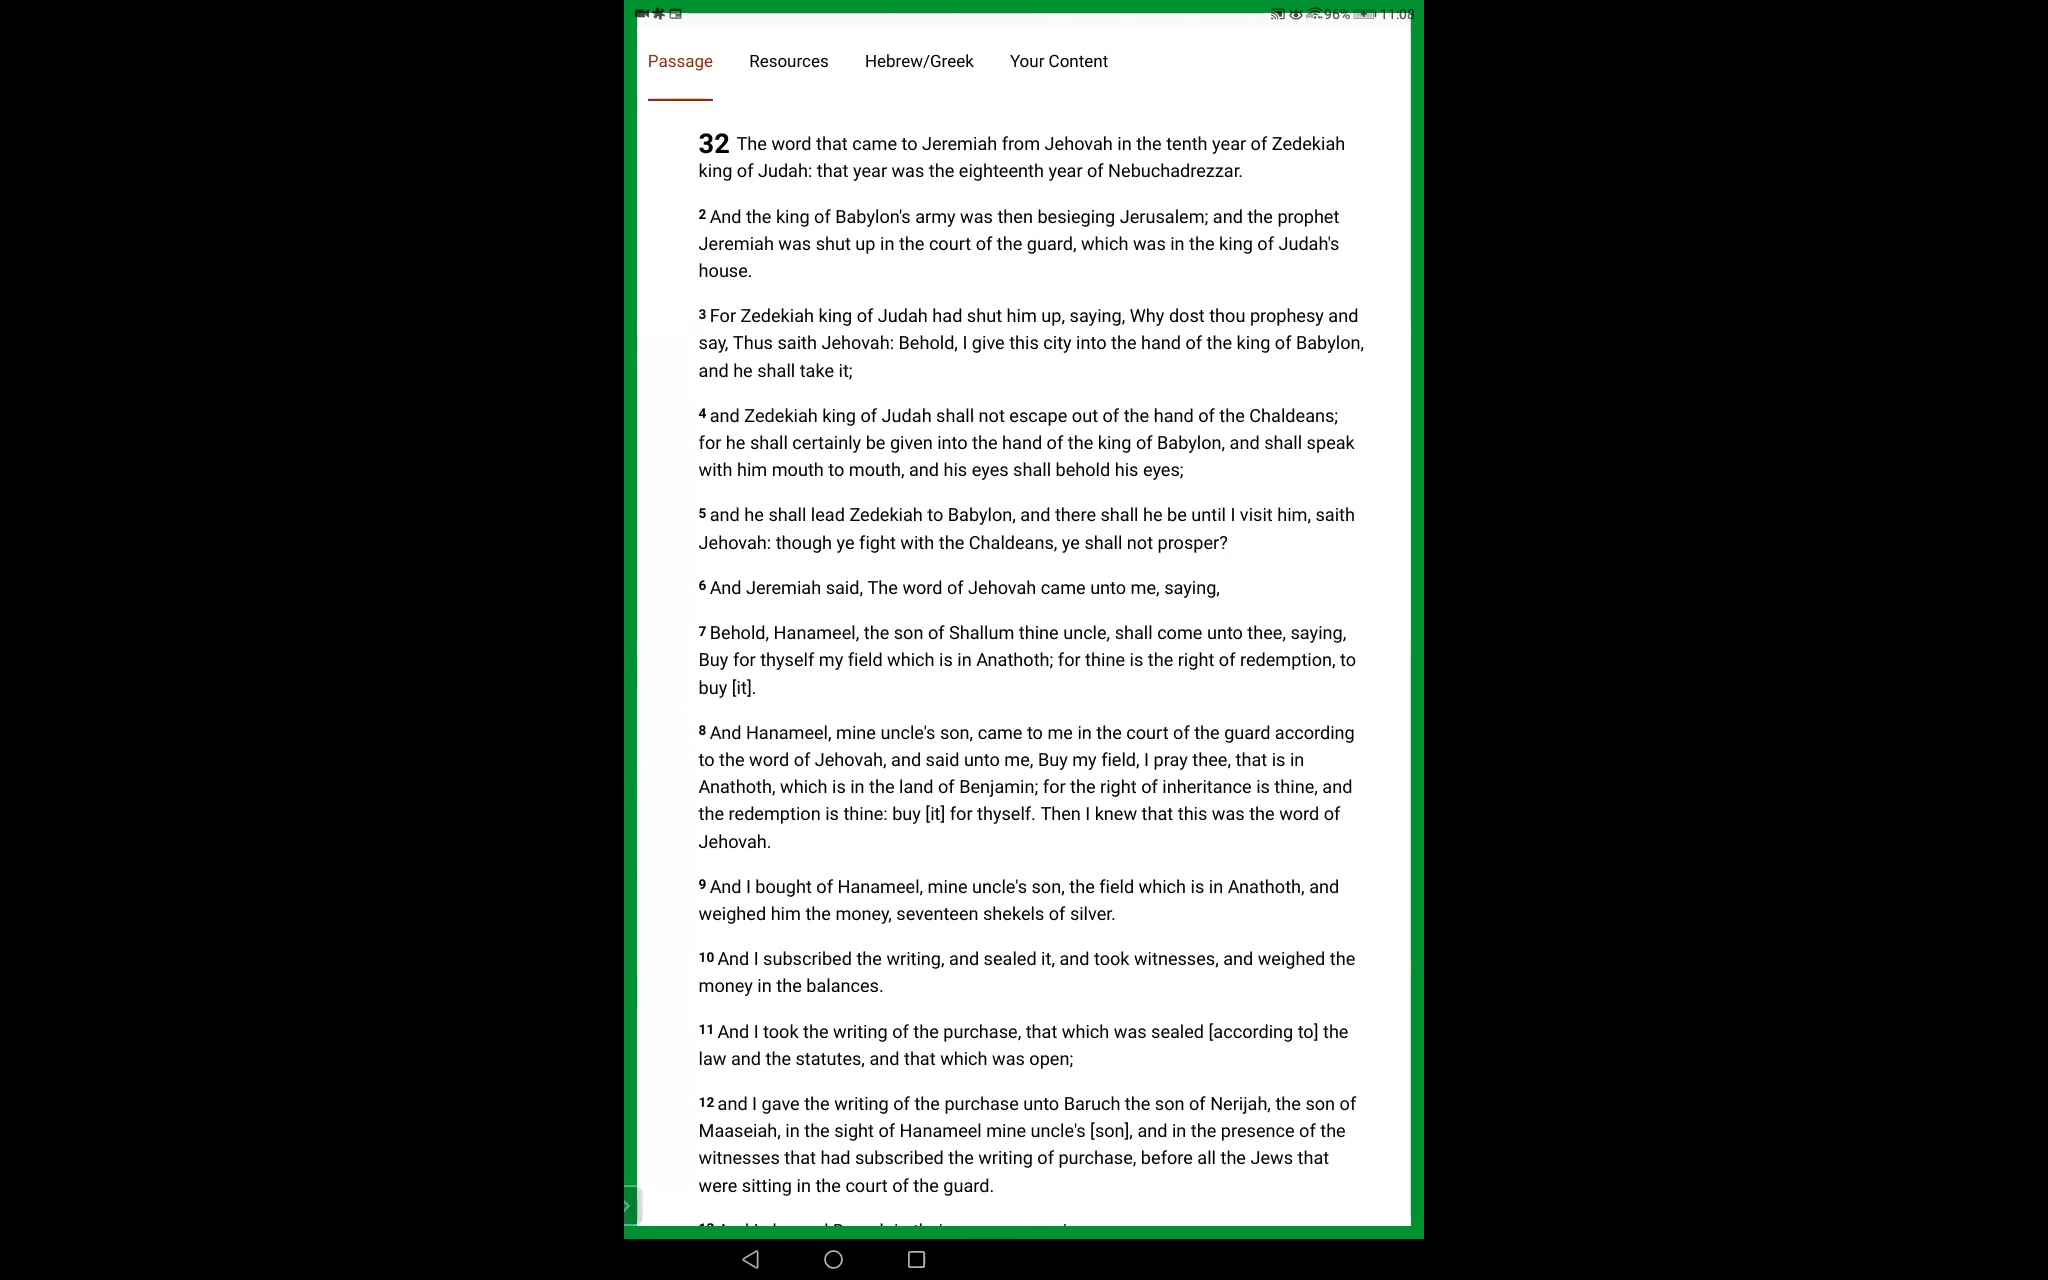 96% 11:08
Passage Resources Hebrew/Greek Your Content
32 The word that came to Jeremiah from Jehovah in the tenth year of Zedekiah
king of Judah: that year was the eighteenth year of Nebuchadrezzar.
2 And the king of Babylon's army was then besieging Jerusalem; and the prophet
Jeremiah was shut up in the court of the guard, which was in the king of Judah's
house.
3 For Zedekiah king of Judah had shut him up, saying, Why dost thou prophesy and
say, Thus saith Jehovah: Behold, I give this city into the hand of the king of Babylon,
and he shall take it;
4 and Zedekiah king of Judah shall not escape out of the hand of the Chaldeans;
for he shall certainly be given into the hand of the king of Babylon, and shall speak
with him mouth to mouth, and his eyes shall behold his eyes;
5 and he shall lead Zedekiah to Babylon, and there shall he be until I visit him, saith
Jehovah: though ye fight with the Chaldeans, ye shall not prosper?
6 And Jeremiah said, The word of Jehovah came unto me, saying,
7 Behold, Hanameel, the son of Shallum thine uncle, shall come unto thee, saying,
Buy for thyself my field which is in Anathoth; for thine is the right of redemption, to
buy [it].
8 And Hanameel, mine uncle's son, came to me in the court of the guard according
to the word of Jehovah, and said unto me, Buy my field, I pray thee, that is in
Anathoth, which is in the land of Benjamin; for the right of inheritance is thine, and
the redemption is thine: buy [it] for thyself. Then I knew that this was the word of
Jehovah.
9 And I bought of Hanameel, mine uncle's son, the field which is in Anathoth, and
weighed him the money, seventeen shekels of silver.
10 And I subscribed the writing, and sealed it, and took witnesses, and weighed the
money in the balances.
11 And I took the writing of the purchase, that which was sealed [according to] the
law and the statutes, and that which was open;
12 and I gave the writing of the purchase unto Baruch the son of Nerijah, the son of
Maaseiah, in the sight of Hanameel mine uncle's [son], and in the presence of the
witnesses that had subscribed the writing of purchase, before all the Jews that
were sitting in the court of the guard.